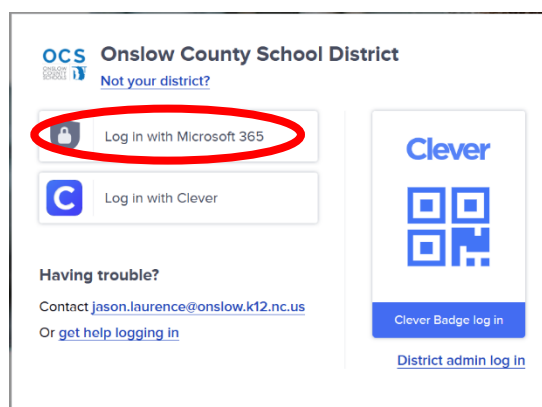 OCS
ONSLOW
COUNTY
SCHOOLS
Onslow County School District
Not your district?
Log in with Microsoft 365
C
Log in with Clever
Having trouble?
Contact jason.laurence@onslow.k12.nc.us
Or get help logging in
Clever
Clever Badge log in
District admin log in